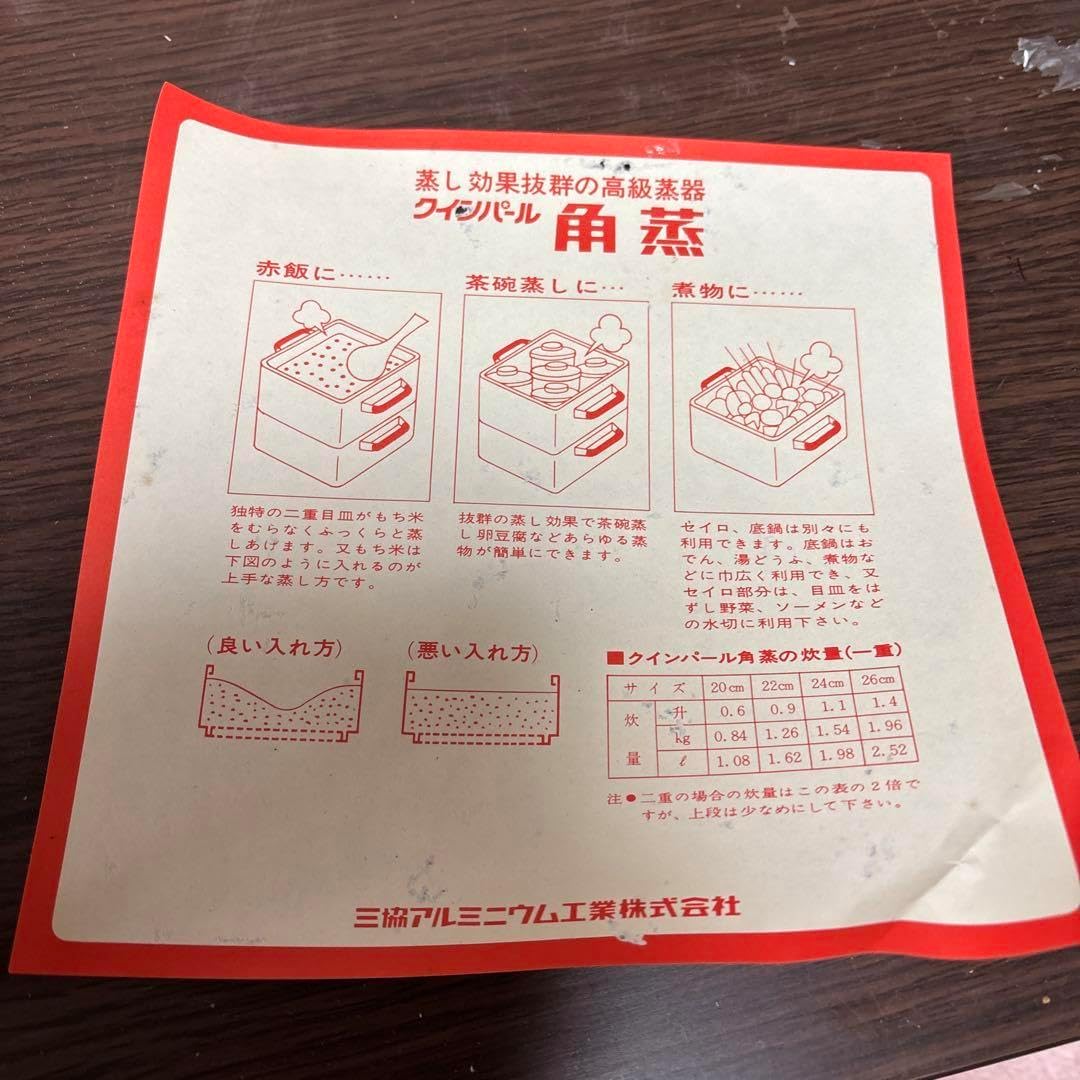 蒸し効果抜群の高級蒸器
クインパール 角蒸
赤飯に……
独特の二重目皿がもち米
をむらなくふっくらと蒸
しあげます。又もち米は
下図のように入れるのが
上手な蒸し方です。
茶碗蒸しに…
抜群の蒸し効果で茶碗蒸
し卵豆腐などあらゆる蒸
物が簡単にできます。
煮物に……
セイロ、底鍋は別々にも
利用できます。底鍋はお
でん、湯どうふ、煮物な
どに巾広く利用でき、又
セイロ部分は、目皿をは
ずし野菜、ソーメンなど
の水切に利用下さい。
(良い入れ方)
(悪い入れ方)
■クインパール角蒸の炊量(一重)
サイズ 20cm 22cm 24cm 26cm
炊量 升 0.6 0.9 1.1 1.4
kg 0.84 1.26 1.54 1.96
ℓ 1.08 1.62 1.98 2.52
注●二重の場合の炊量はこの表の2倍で
すが、上段は少なめにして下さい。
三協アルミニウム工業株式会社